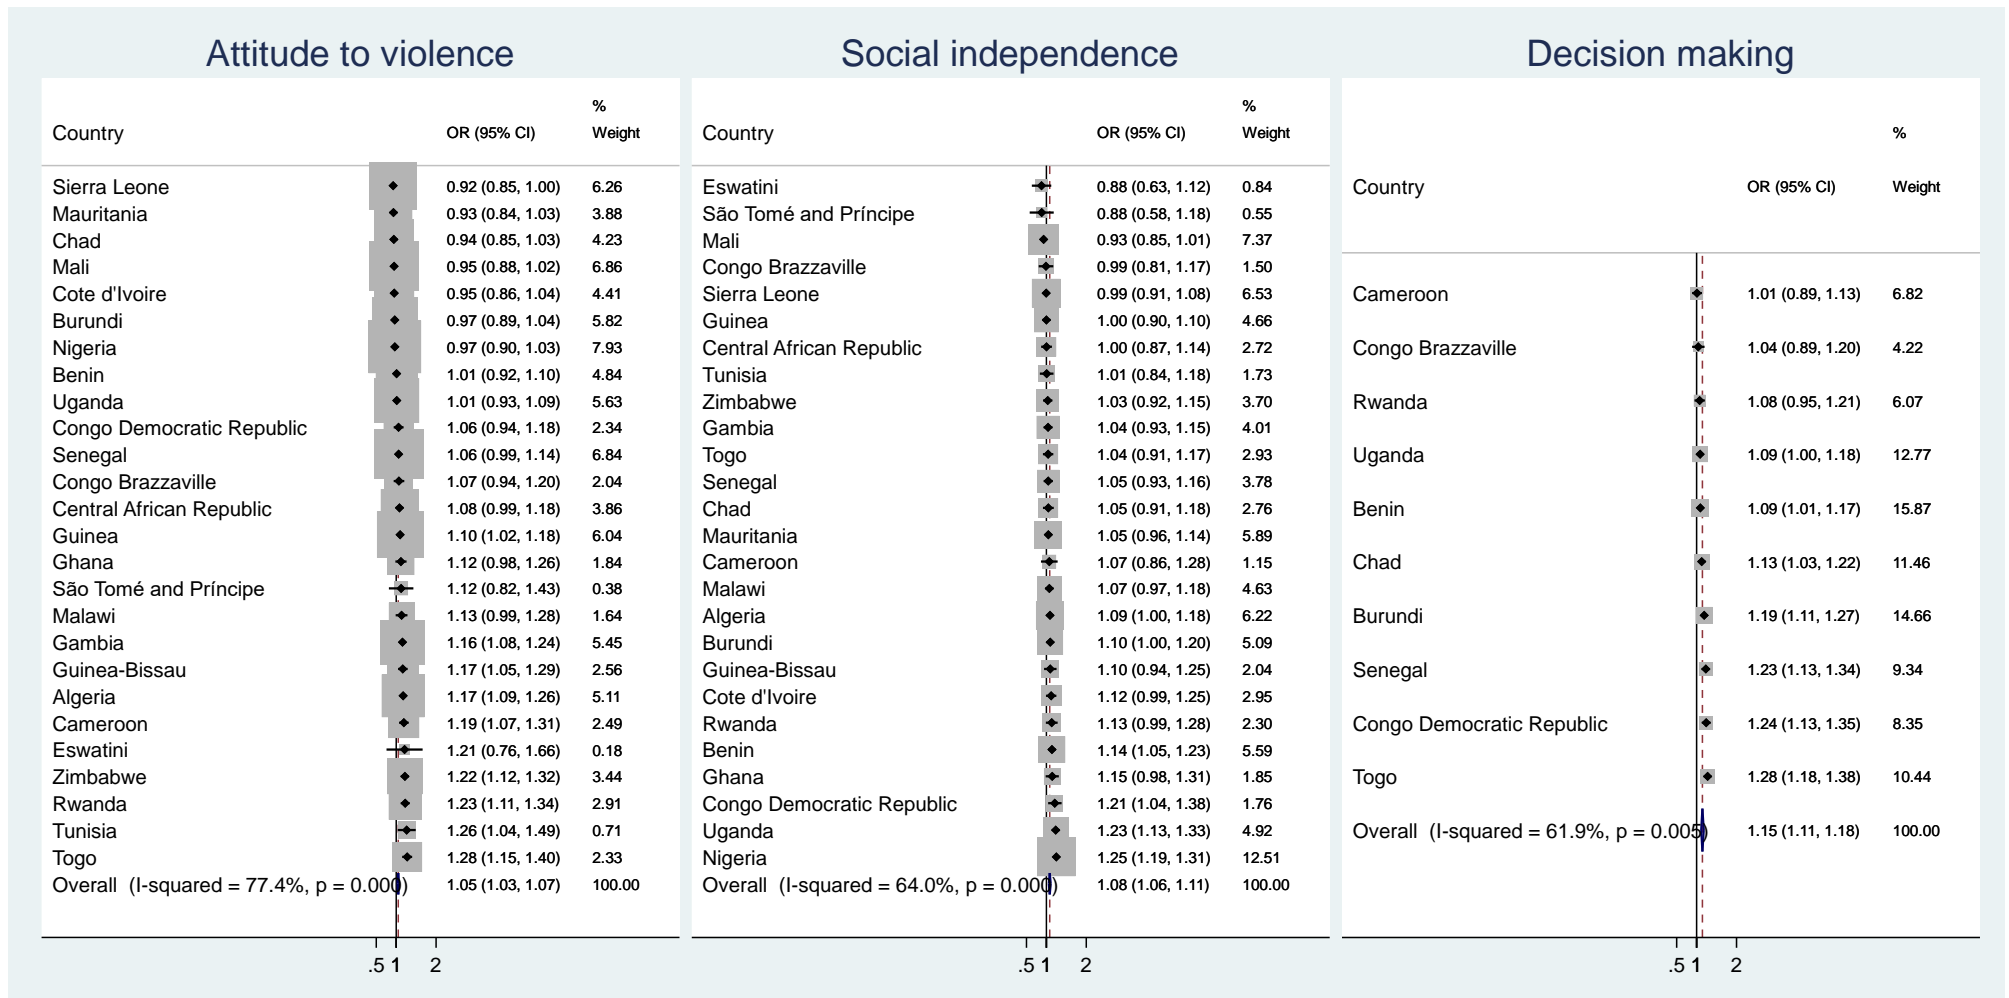 Attitude to violence
%
Country OR (95% CI) Weight
Sierra Leone 0.92 (0.85, 1.00) 6.26
Mauritania 0.93 (0.84, 1.03) 3.88
Chad 0.94 (0.85, 1.03) 4.23
Mali 0.95 (0.88, 1.02) 6.86
Cote d'Ivoire 0.95 (0.86, 1.04) 4.41
Burundi 0.97 (0.89, 1.04) 5.82
Nigeria 0.97 (0.90, 1.03) 7.93
Benin 1.01 (0.92, 1.10) 4.84
Uganda 1.01 (0.93, 1.09) 5.63
Congo Democratic Republic 1.06 (0.94, 1.18) 2.34
Senegal 1.06 (0.99, 1.14) 6.84
Congo Brazzaville 1.07 (0.94, 1.20) 2.04
Central African Republic 1.08 (0.99, 1.18) 3.86
Guinea 1.10 (1.02, 1.18) 6.04
Ghana 1.12 (0.98, 1.26) 1.84
São Tomé and Príncipe 1.12 (0.82, 1.43) 0.38
Malawi 1.13 (0.99, 1.28) 1.64
Gambia 1.16 (1.08, 1.24) 5.45
Guinea-Bissau 1.17 (1.05, 1.29) 2.56
Algeria 1.17 (1.09, 1.26) 5.11
Cameroon 1.19 (1.07, 1.31) 2.49
Eswatini 1.21 (0.76, 1.66) 0.18
Zimbabwe 1.22 (1.12, 1.32) 3.44
Rwanda 1.23 (1.11, 1.34) 2.91
Tunisia 1.26 (1.04, 1.49) 0.71
Togo 1.28 (1.15, 1.40) 2.33
Overall (I-squared = 77.4%, p = 0.000) 1.05 (1.03, 1.07) 100.00
.5 1 2
Social independence
%
Country OR (95% CI) Weight
Eswatini 0.88 (0.63, 1.12) 0.84
São Tomé and Príncipe 0.88 (0.58, 1.18) 0.55
Mali 0.93 (0.85, 1.01) 7.37
Congo Brazzaville 0.99 (0.81, 1.17) 1.50
Sierra Leone 0.99 (0.91, 1.08) 6.53
Guinea 1.00 (0.90, 1.10) 4.66
Central African Republic 1.00 (0.87, 1.14) 2.72
Tunisia 1.01 (0.84, 1.18) 1.73
Zimbabwe 1.03 (0.92, 1.15) 3.70
Gambia 1.04 (0.93, 1.15) 4.01
Togo 1.04 (0.91, 1.17) 2.93
Senegal 1.05 (0.93, 1.16) 3.78
Chad 1.05 (0.91, 1.18) 2.76
Mauritania 1.05 (0.96, 1.14) 5.89
Cameroon 1.07 (0.86, 1.28) 1.15
Malawi 1.07 (0.97, 1.18) 4.63
Algeria 1.09 (1.00, 1.18) 6.22
Burundi 1.10 (1.00, 1.20) 5.09
Guinea-Bissau 1.10 (0.94, 1.25) 2.04
Cote d'Ivoire 1.12 (0.99, 1.25) 2.95
Rwanda 1.13 (0.99, 1.28) 2.30
Benin 1.14 (1.05, 1.23) 5.59
Ghana 1.15 (0.98, 1.31) 1.85
Congo Democratic Republic 1.21 (1.04, 1.38) 1.76
Uganda 1.23 (1.13, 1.33) 4.92
Nigeria 1.25 (1.19, 1.31) 12.51
Overall (I-squared = 64.0%, p = 0.000) 1.08 (1.06, 1.11) 100.00
.5 1 2
Decision making
%
Country OR (95% CI) Weight
Cameroon 1.01 (0.89, 1.13) 6.82
Congo Brazzaville 1.04 (0.89, 1.20) 4.22
Rwanda 1.08 (0.95, 1.21) 6.07
Uganda 1.09 (1.00, 1.18) 12.77
Benin 1.09 (1.01, 1.17) 15.87
Chad 1.13 (1.03, 1.22) 11.46
Burundi 1.19 (1.11, 1.27) 14.66
Senegal 1.23 (1.13, 1.34) 9.34
Congo Democratic Republic 1.24 (1.13, 1.35) 8.35
Togo 1.28 (1.18, 1.38) 10.44
Overall (I-squared = 61.9%, p = 0.005) 1.15 (1.11, 1.18) 100.00
.5 1 2